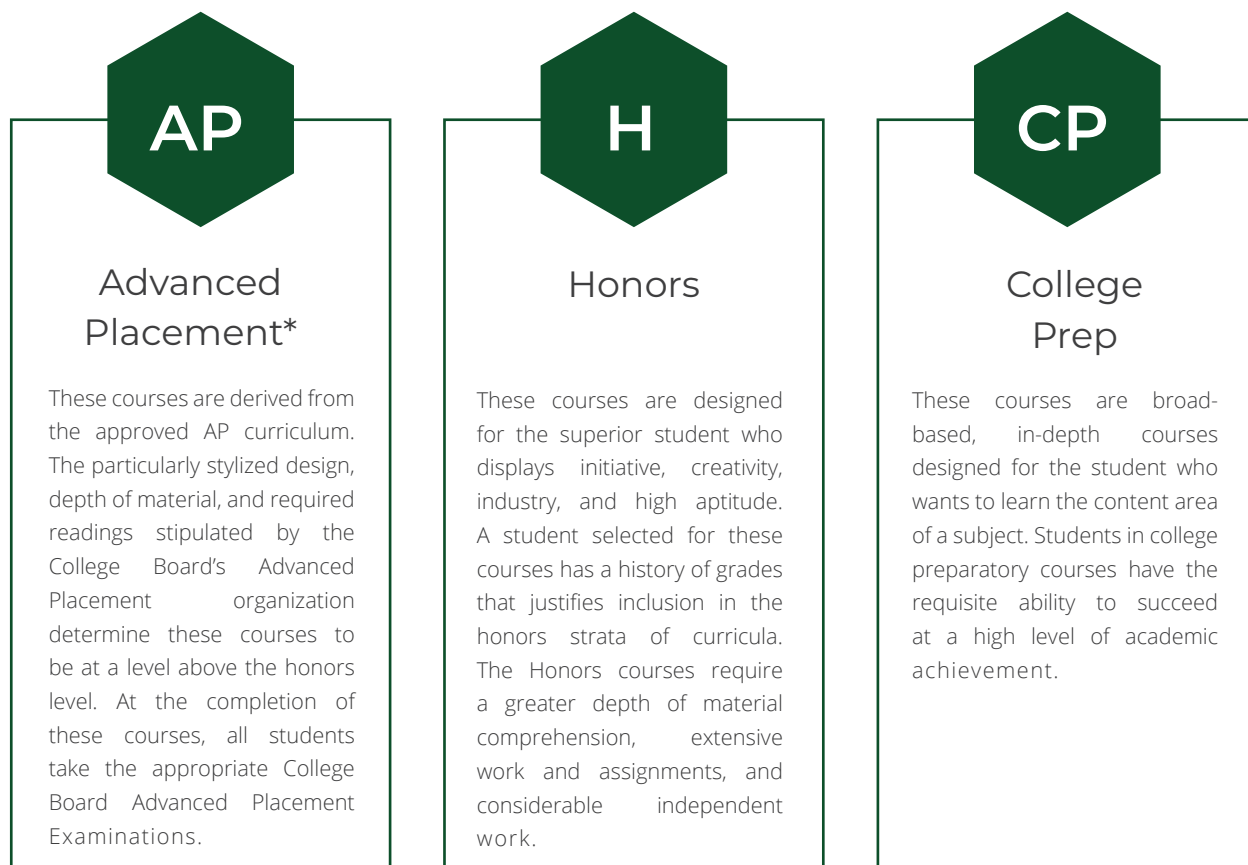 AP
Advanced
Placement*
These courses are derived from
the approved AP curriculum.
The particularly stylized design,
depth of material, and required
readings stipulated by the
College Board’s Advanced
Placement organization
determine these courses to
be at a level above the honors
level. At the completion of
these courses, all students
take the appropriate College
Board Advanced Placement
Examinations.
H
Honors
These courses are designed
for the superior student who
displays initiative, creativity,
industry, and high aptitude.
A student selected for these
courses has a history of grades
that justifies inclusion in the
honors strata of curricula.
The Honors courses require
a greater depth of material
comprehension, extensive
work and assignments, and
considerable independent
work.
CP
College
Prep
These courses are broad-
based, in-depth courses
designed for the student who
wants to learn the content area
of a subject. Students in college
preparatory courses have the
requisite ability to succeed
at a high level of academic
achievement.